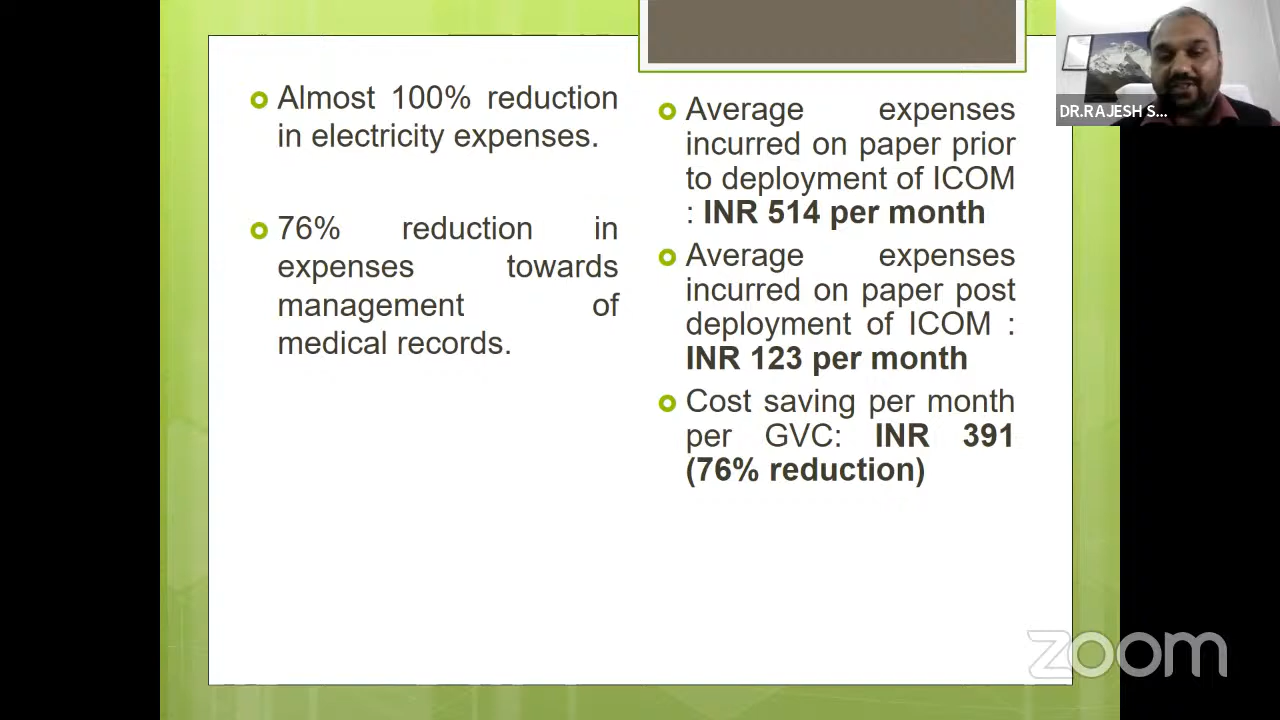 Almost 100% reduction
in electricity expenses.
76% reduction in
expenses towards
management of
medical records.
Average expenses
incurred on paper prior
to deployment of ICOM
: INR 514 per month
Average expenses
incurred on paper post
deployment of ICOM :
INR 123 per month
Cost saving per month
per GVC: INR 391
(76% reduction)
DR.RAJESH S...
zoom